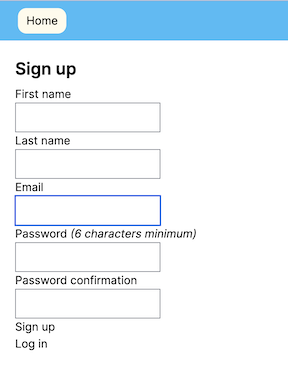 Home
Sign up
First name
Last name
Email
Password (6 characters minimum)
Password confirmation
Sign up
Log in